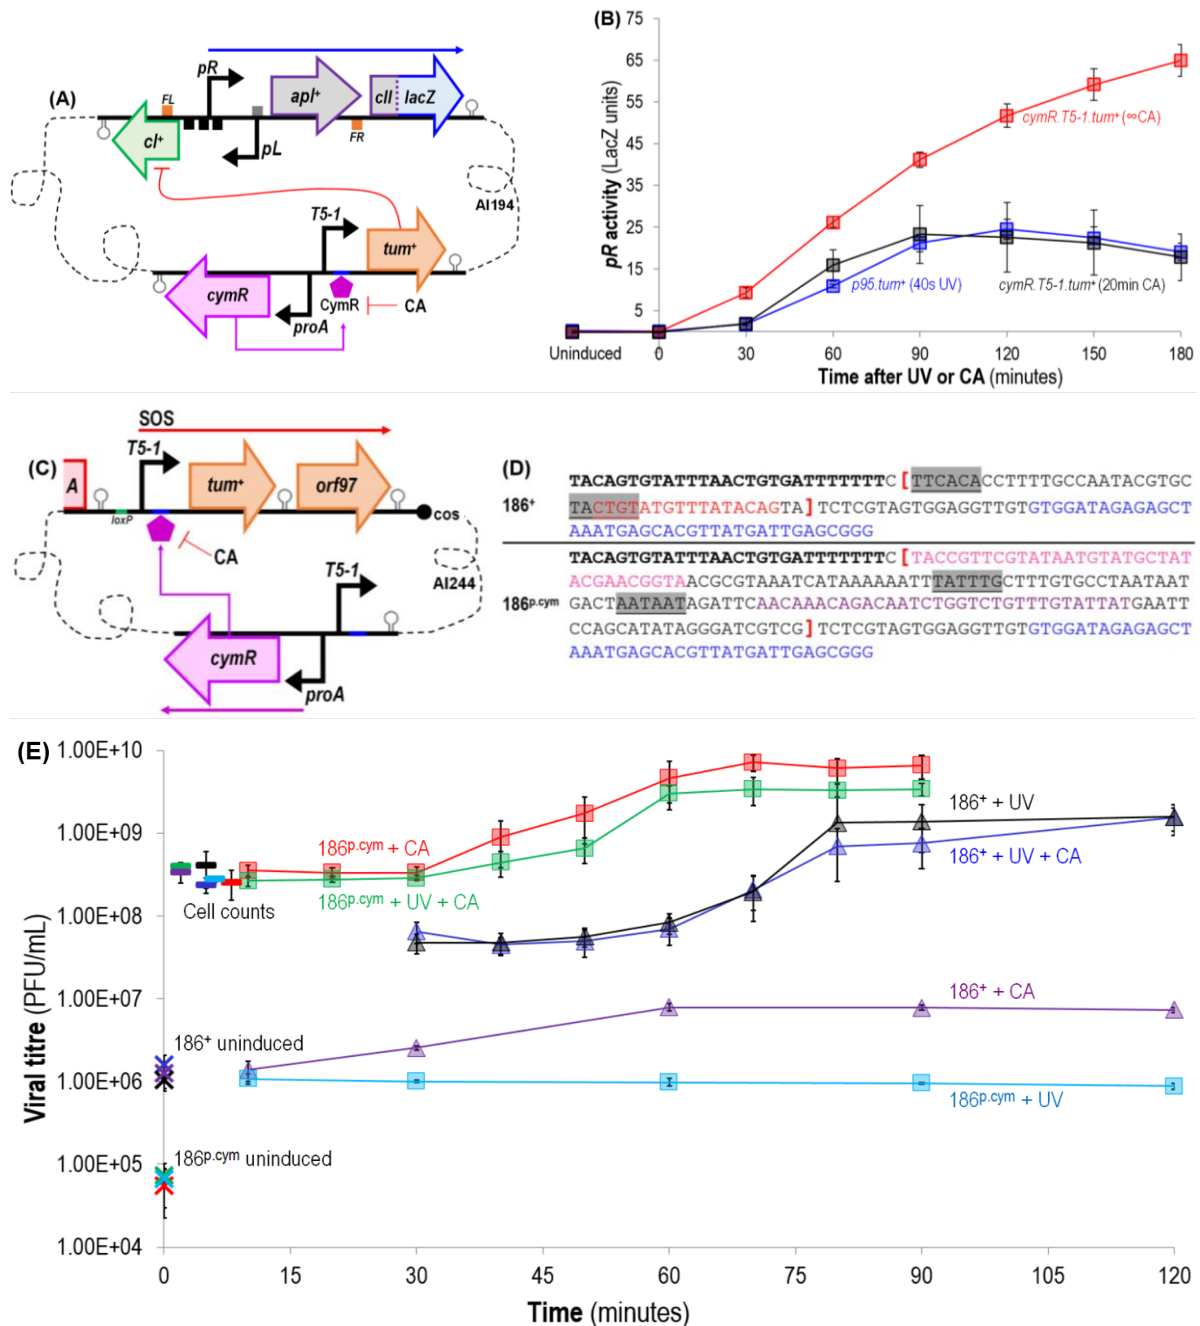 (A)
pR
FL
apl+
cII
lacZ
cI+
pL
FR
AI194
T5-1
tum+
cymR
CymR
CA
proA
(B)
pR activity (LacZ units)
75
65
55
45
35
25
15
5
cymR.T5-1.tum+ (∞CA)
p95.tum+ (40s UV)
cymR.T5-1.tum+ (20min CA)
Uninduced
0 30 60 90 120 150 180
Time after UV or CA (minutes)
(C)
SOS
T5-1
A
tum+
orf97
loxP
cos
CA
T5-1
AI244
cymR
proA
(D)
TACAGTGTATTTAACTGTGATTTTTTTC [TTCACACCTTTTGCCAATACGTGC
186+
TACTGTATGTTTATACAGTA] TCTCGTAGTGGAGGTTGTGTGGATAGAGAGCT
AAATGAGCACGTTATGATTGAGCGGG
TACAGTGTATTTAACTGTGATTTTTTTC [TACCGTTCGTATAATGTATGCTAT
ACGAACGGTAACGCGTAAATCATAAAAAATTTATTTGCTTTGTGCCTAATAAT
186p.cym
GACTAATAATAGATTCAACAAACAGACAATCTGGTCTGTTTGTATTATGAATT
CCAGCATATAGGGATCGTCG] TCTCGTAGTGGAGGTTGTGTGGATAGAGAGCT
AAATGAGCACGTTATGATTGAGCGGG
(E)
Viral titre (PFU/mL)
1.00E+10
1.00E+09
1.00E+08
1.00E+07
1.00E+06
1.00E+05
1.00E+04
186p.cym + CA
186p.cym + UV + CA
Cell counts
186+ + UV
186+ + UV + CA
186+ + CA
186+ uninduced
186p.cym + UV
186p.cym uninduced
0 15 30 45 60 75 90 105 120
Time (minutes)